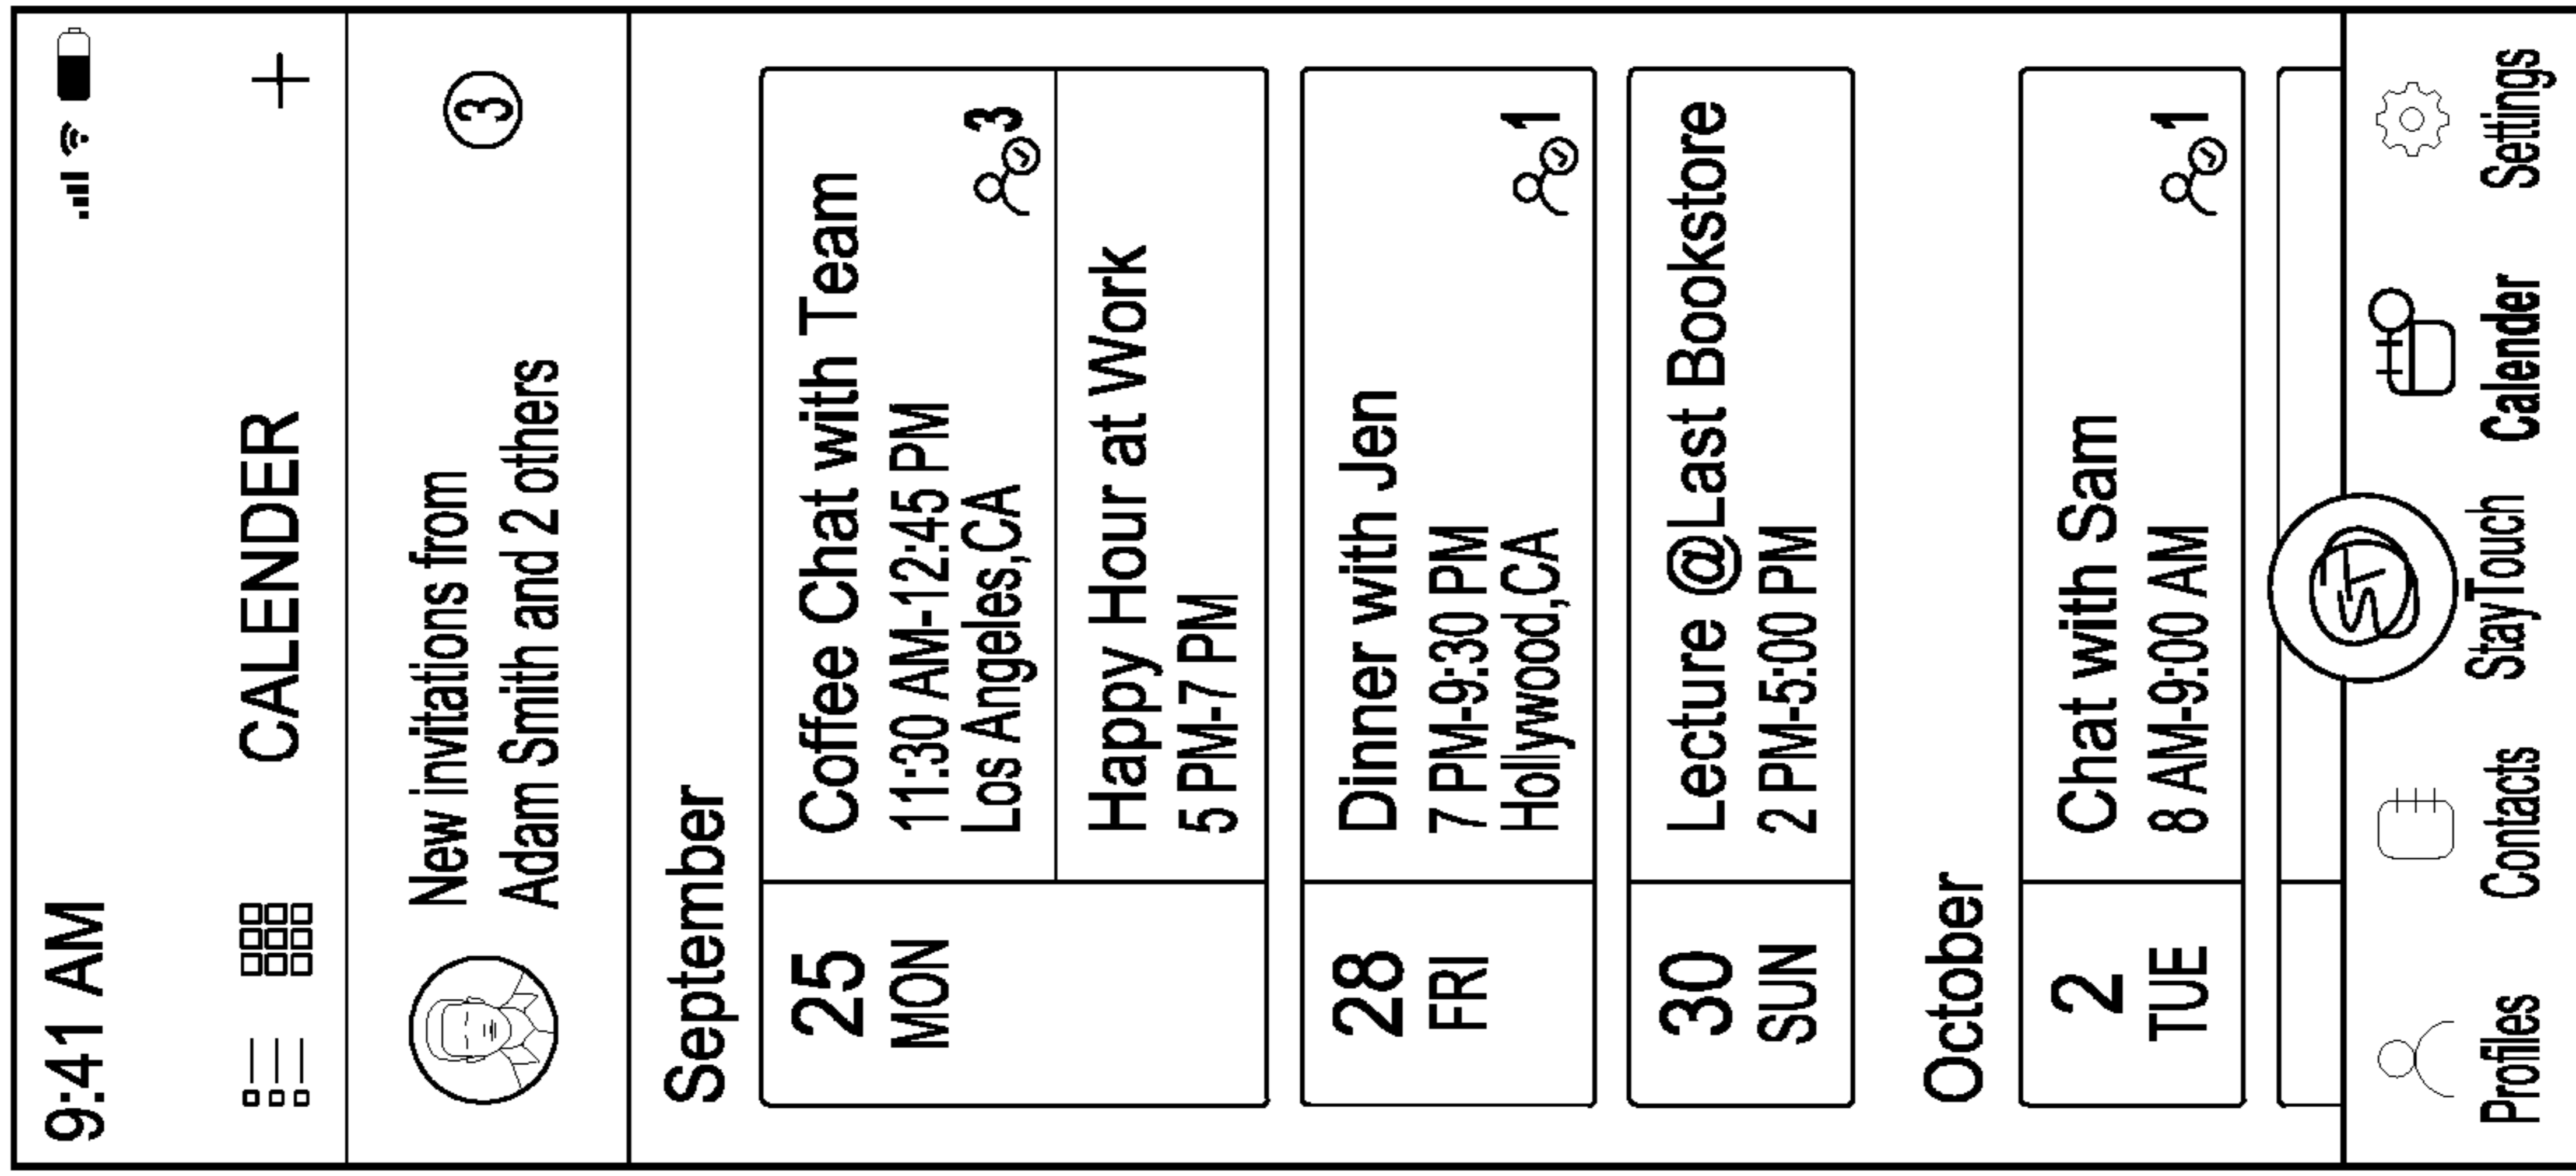 9:41 AM
CALENDER
New invitations from
Adam Smith and 2 others
3
September
25
MON
Coffee Chat with Team
11:30 AM-12:45 PM
Los Angeles,CA
3
Happy Hour at Work
5 PM-7 PM
28
FRI
Dinner with Jen
7 PM-9:30 PM
Hollywood,CA
1
30
SUN
Lecture @Last Bookstore
2 PM-5:00 PM
October
2
TUE
Chat with Sam
8 AM-9:00 AM
1
ST
Profiles Contacts StayTouch Calender Settings